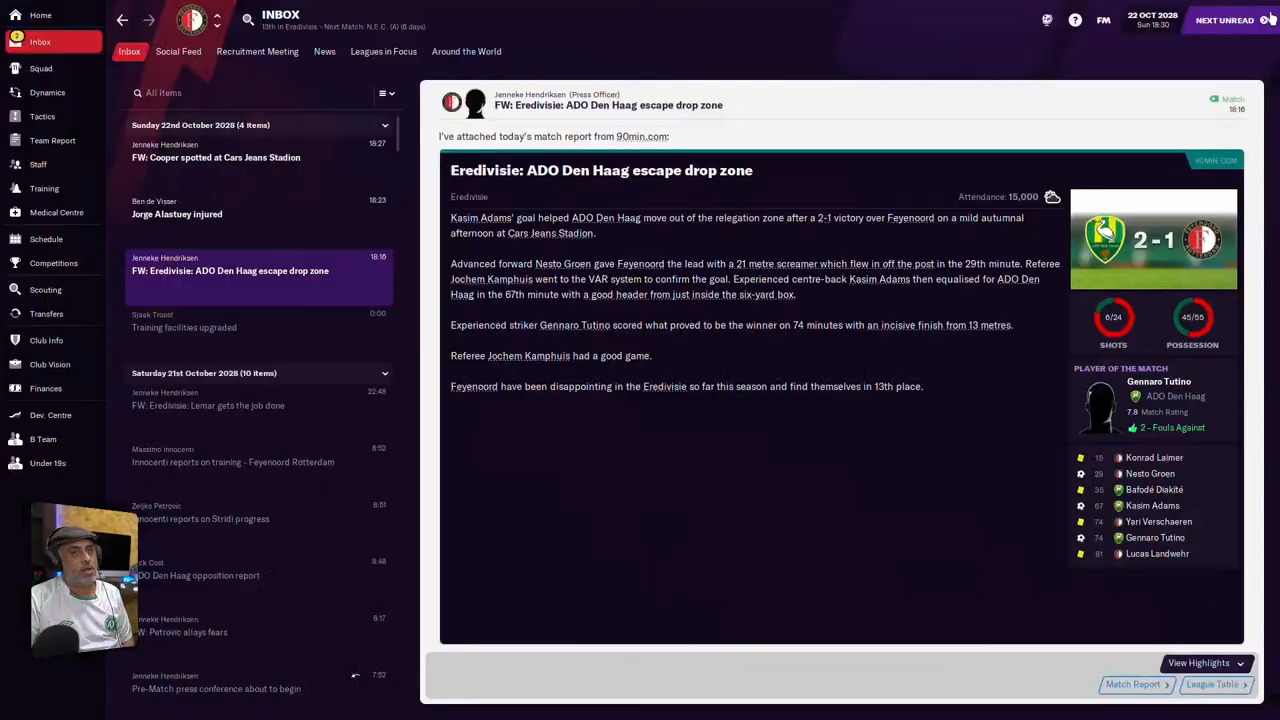 Home
INBOX
13th in Eredivisie - Next Match: N.E.C. (A) (6 days)
FM
22 OCT 2028
Sun 18:30
NEXT UNREAD
2
Inbox
Squad
Dynamics
Tactics
Team Report
Staff
Training
Medical Centre
Schedule
Competitions
Scouting
Transfers
Club Info
Club Vision
Finances
Dev. Centre
B Team
Under 19s
Inbox
Social Feed
Recruitment Meeting
News
Leagues in Focus
Around the World
All Items
Sunday 22nd October 2028 (4 items)
Jenneke Hendriksen 18:27
FW: Cooper spotted at Cars Jeans Stadion
Ben de Visser 18:23
Jorge Alastuey injured
Jenneke Hendriksen 18:16
FW: Eredivisie: ADO Den Haag escape drop zone
Sjaak Troost 0:00
Training facilities upgraded
Saturday 21st October 2028 (10 items)
Jenneke Hendriksen 22:48
FW: Eredivisie: Lemar gets the job done
Massimo Innocenti 8:52
Innocenti reports on training - Feyenoord Rotterdam
Zeljko Petrovic 8:51
nnocenti reports on Stridi progress
ck Cost 8:48
DO Den Haag opposition report
nneke Hendriksen 8:17
W: Petrovic allays fears
Jenneke Hendriksen 7:52
Pre-Match press conference about to begin
Jenneke Hendriksen (Press Officer)
FW: Eredivisie: ADO Den Haag escape drop zone
Match
18:16
I've attached today's match report from 90min.com:
Eredivisie: ADO Den Haag escape drop zone
90MIN.COM
Eredivisie
Attendance: 15,000
Kasim Adams' goal helped ADO Den Haag move out of the relegation zone after a 2-1 victory over Feyenoord on a mild autumnal
afternoon at Cars Jeans Stadion.
Advanced forward Nesto Groen gave Feyenoord the lead with a 21 metre screamer which flew in off the post in the 29th minute. Referee
Jochem Kamphuis went to the VAR system to confirm the goal. Experienced centre-back Kasim Adams then equalised for ADO Den
Haag in the 67th minute with a good header from just inside the six-yard box.
Experienced striker Gennaro Tutino scored what proved to be the winner on 74 minutes with an incisive finish from 13 metres.
Referee Jochem Kamphuis had a good game.
Feyenoord have been disappointing in the Eredivisie so far this season and find themselves in 13th place.
2 - 1
6/24
SHOTS
45/55
POSSESSION
PLAYER OF THE MATCH
Gennaro Tutino
ADO Den Haag
7.8 Match Rating
2 - Fouls Against
15 Konrad Laimer
29 Nesto Groen
35 Bafodé Diakité
67 Kasim Adams
74 Yari Verschaeren
74 Gennaro Tutino
81 Lucas Landwehr
View Highlights
Match Report
League Table